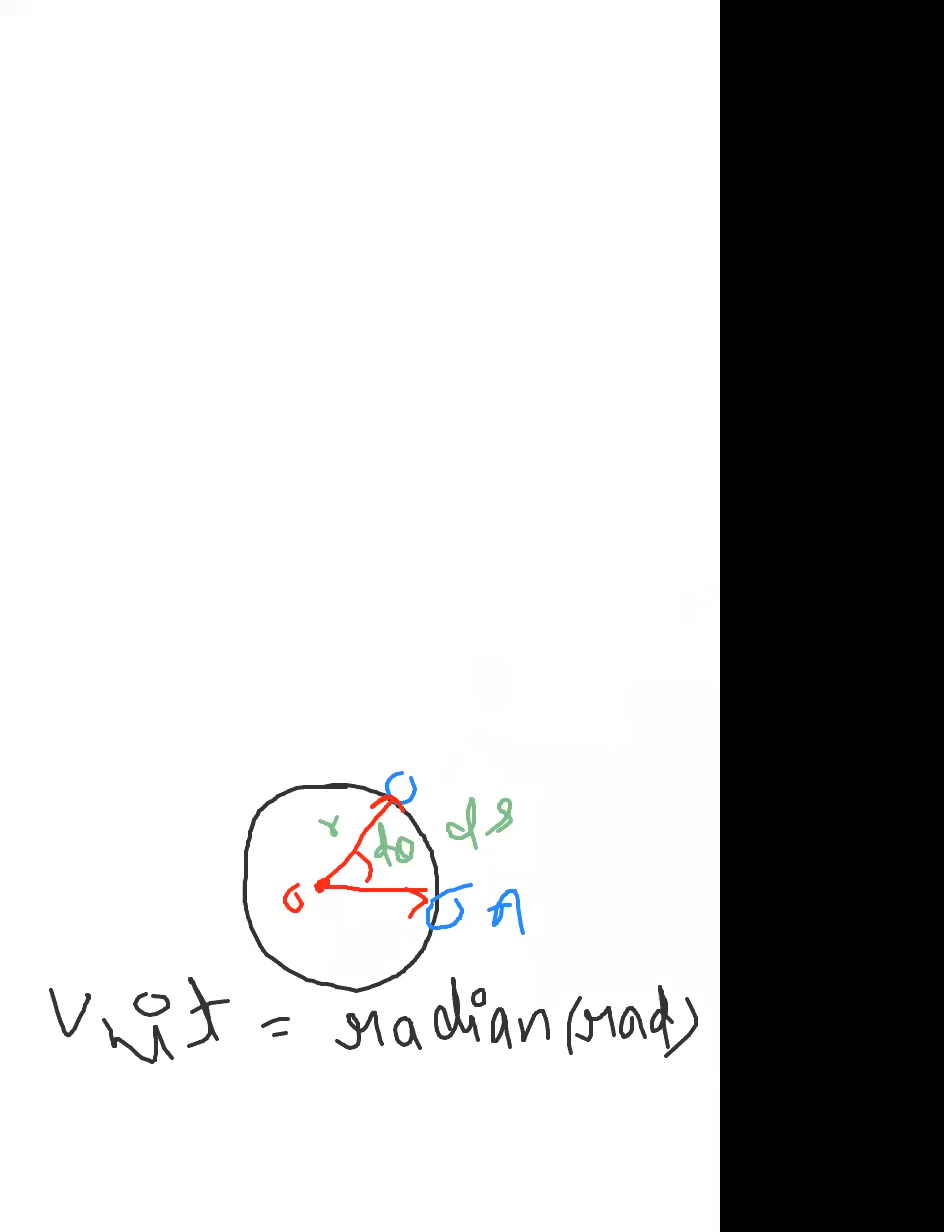 r dθ ds
O A
Unit = radian (rad)